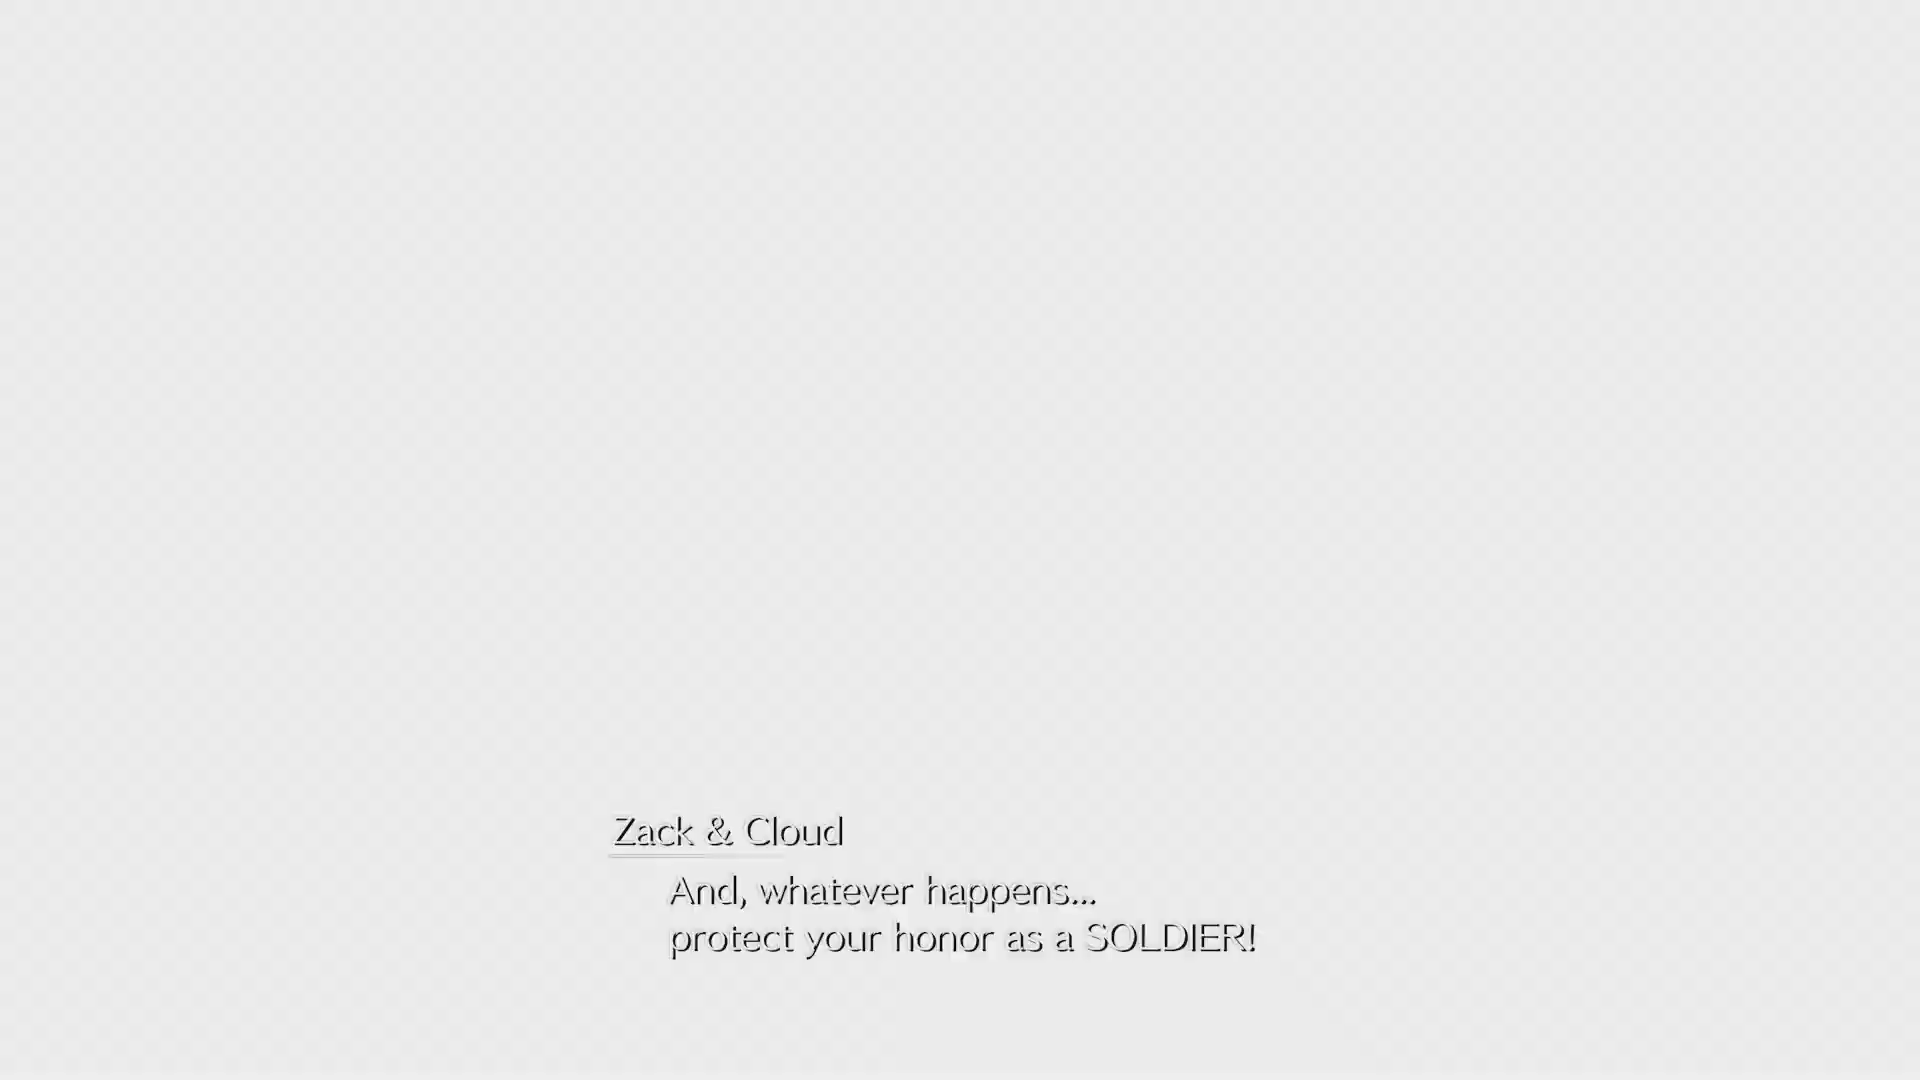 Zack & Cloud
And, whatever happens...
protect your honor as a SOLDIER!